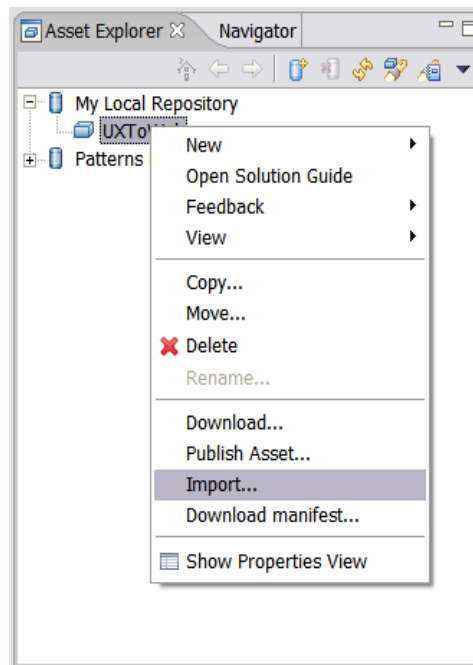 Asset Explorer Navigator
My Local Repository
Patterns
New
Open Solution Guide
Feedback
View
Copy...
Move...
Delete
Rename...
Download...
Publish Asset...
Import...
Download manifest...
Show Properties View